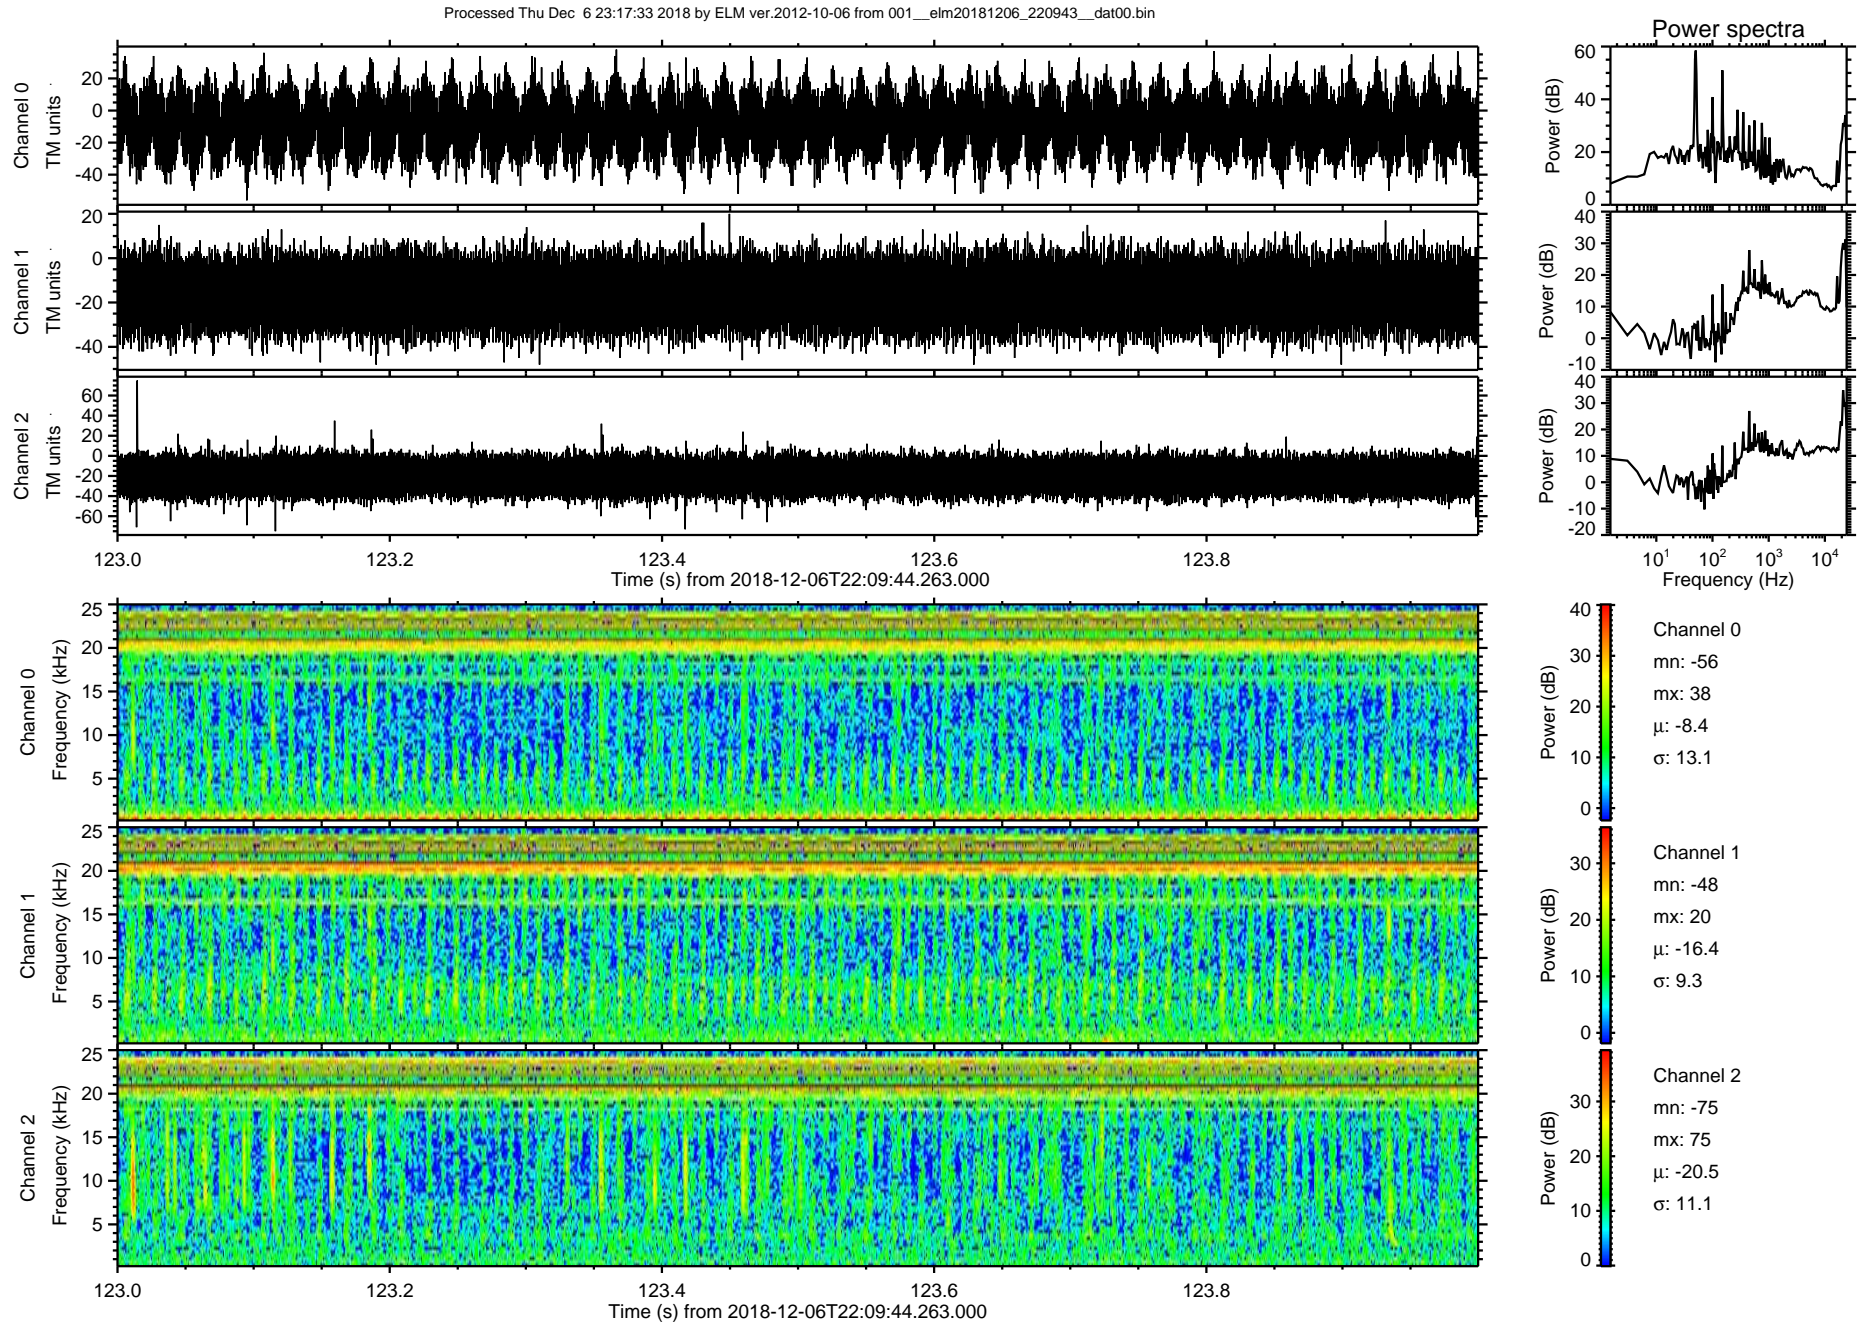 Processed Thu Dec  6 23:17:33 2018 by ELM ver.2012-10-06 from 001__elm20181206_220943__dat00.bin
Power spectra
Channel 0
TM units
20
0
-20
-40
Power (dB)
60
40
20
0
Channel 1
TM units
20
0
-20
-40
Power (dB)
40
30
20
10
0
-10
Channel 2
TM units
60
40
20
0
-20
-40
-60
Power (dB)
40
30
20
10
0
-10
-20
123.0 123.2 123.4 123.6 123.8
Time (s) from 2018-12-06T22:09:44.263.000
10^1 10^2 10^3 10^4
Frequency (Hz)
Channel 0
Frequency (kHz)
25
20
15
10
5
Power (dB)
40
30
20
10
0
Channel 0
mn: -56
mx: 38
μ: -8.4
σ: 13.1
Channel 1
Frequency (kHz)
25
20
15
10
5
Power (dB)
30
20
10
0
Channel 1
mn: -48
mx: 20
μ: -16.4
σ: 9.3
Channel 2
Frequency (kHz)
25
20
15
10
5
Power (dB)
30
20
10
0
Channel 2
mn: -75
mx: 75
μ: -20.5
σ: 11.1
123.0 123.2 123.4 123.6 123.8
Time (s) from 2018-12-06T22:09:44.263.000